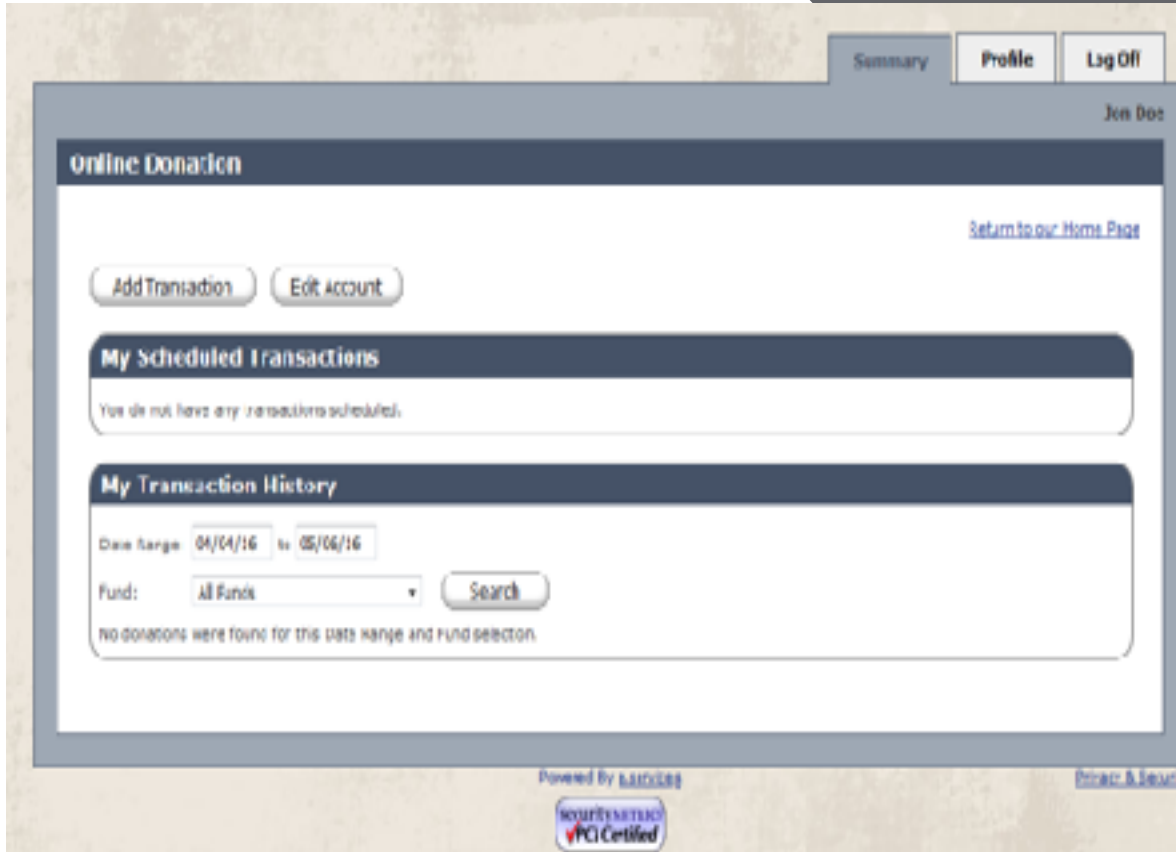 Summary Profile Log Off
Jon Doe
Online Donation
Return to our Home Page
Add Transaction Edit Account
My Scheduled Transactions
You do not have any transactions scheduled.
My Transaction History
Date Range 04/04/16 to 05/06/16
Fund: All Funds Search
No donations were found for this Date Range and Fund selection.
Powered By
Privacy &
PCI Certified